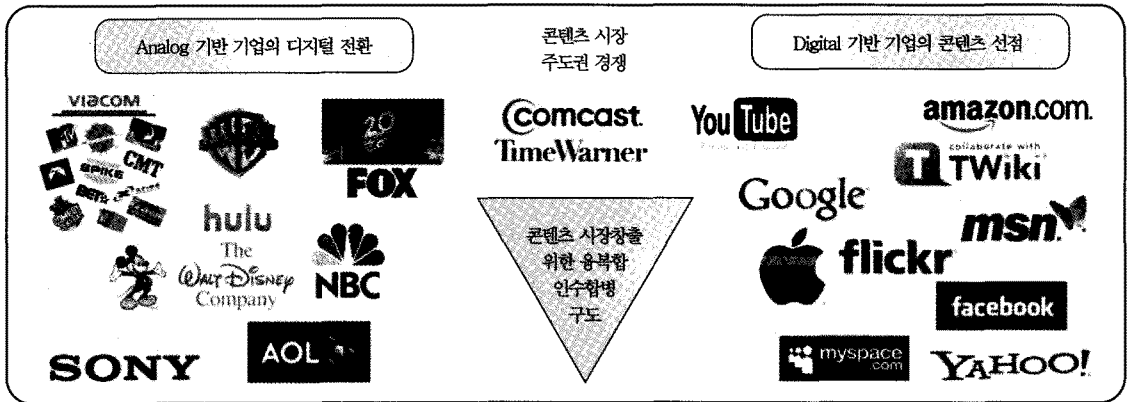 Analog 기반 기업의 디지털 전환
콘텐츠 시장
주도권 경쟁
Digital 기반 기업의 콘텐츠 선점
VIACOM
CMT
SPIKE
BET
20
FOX
comcast.
TimeWarner
YouTube
amazon.com.
collaborate with
TWiki
Google
msn
hulu
The
WALT DISNEY
Company
NBC
콘텐츠 시장창출
위한 융복합
인수합병
구도
flickr
facebook
SONY
AOL
myspace
.com
YAHOO!